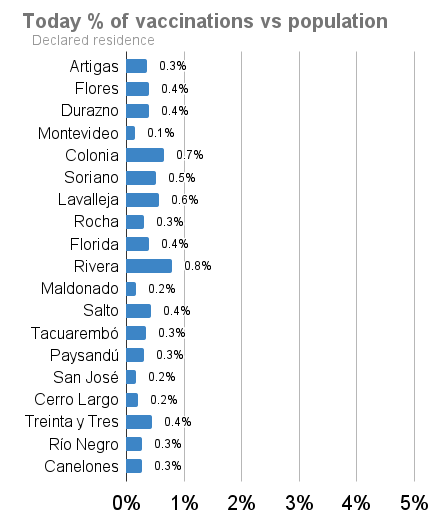 Today % of vaccinations vs population
Declared residence
Artigas 0.3%
Flores 0.4%
Durazno 0.4%
Montevideo 0.1%
Colonia 0.7%
Soriano 0.5%
Lavalleja 0.6%
Rocha 0.3%
Florida 0.4%
Rivera 0.8%
Maldonado 0.2%
Salto 0.4%
Tacuarembó 0.3%
Paysandú 0.3%
San José 0.2%
Cerro Largo 0.2%
Treinta y Tres 0.4%
Río Negro 0.3%
Canelones 0.3%
0% 1% 2% 3% 4% 5%